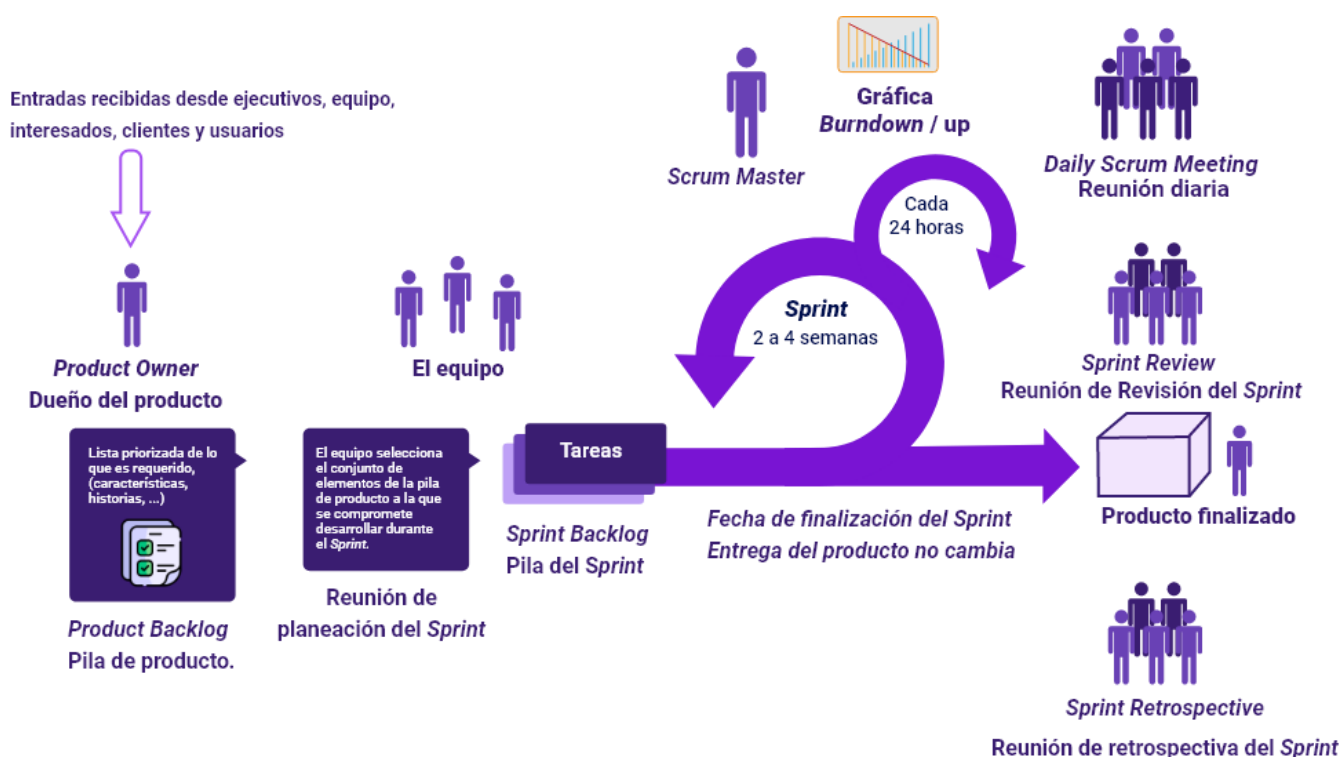 Entradas recibidas desde ejecutivos, equipo,
interesados, clientes y usuarios
Product Owner
Dueño del producto
Lista priorizada de lo
que es requerido,
(características,
historias, ...)
Product Backlog
Pila de producto.
El equipo
El equipo selecciona
el conjunto de
elementos de la pila
de producto a la que
se compromete
desarrollar durante
el Sprint.
Reunión de
planeación del Sprint
Tareas
Sprint Backlog
Pila del Sprint
Scrum Master
Gráfica
Burndown / up
Cada
24 horas
Sprint
2 a 4 semanas
Fecha de finalización del Sprint
Entrega del producto no cambia
Daily Scrum Meeting
Reunión diaria
Sprint Review
Reunión de Revisión del Sprint
Producto finalizado
Sprint Retrospective
Reunión de retrospectiva del Sprint